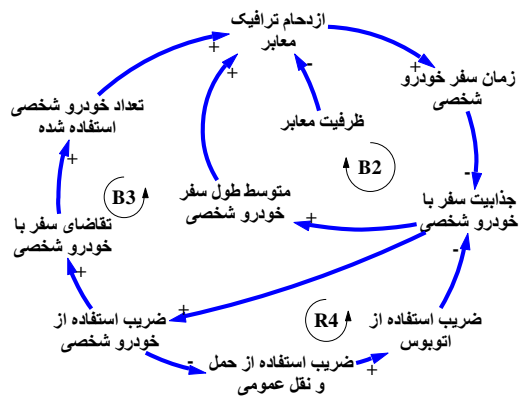 ازدحام ترافیک
معابر
+
+
-
+
زمان سفر خودرو
شخصی
تعداد خودرو شخصی
استفاده شده
ظرفیت معابر
+
B2
-
B3
متوسط طول سفر
خودرو شخصی
جذابیت سفر با
خودرو شخصی
+
تقاضای سفر با
خودرو شخصی
-
+
+
ضریب استفاده از
خودرو شخصی
R4
ضریب استفاده از
اتوبوس
-
ضریب استفاده از حمل
و نقل عمومی
+